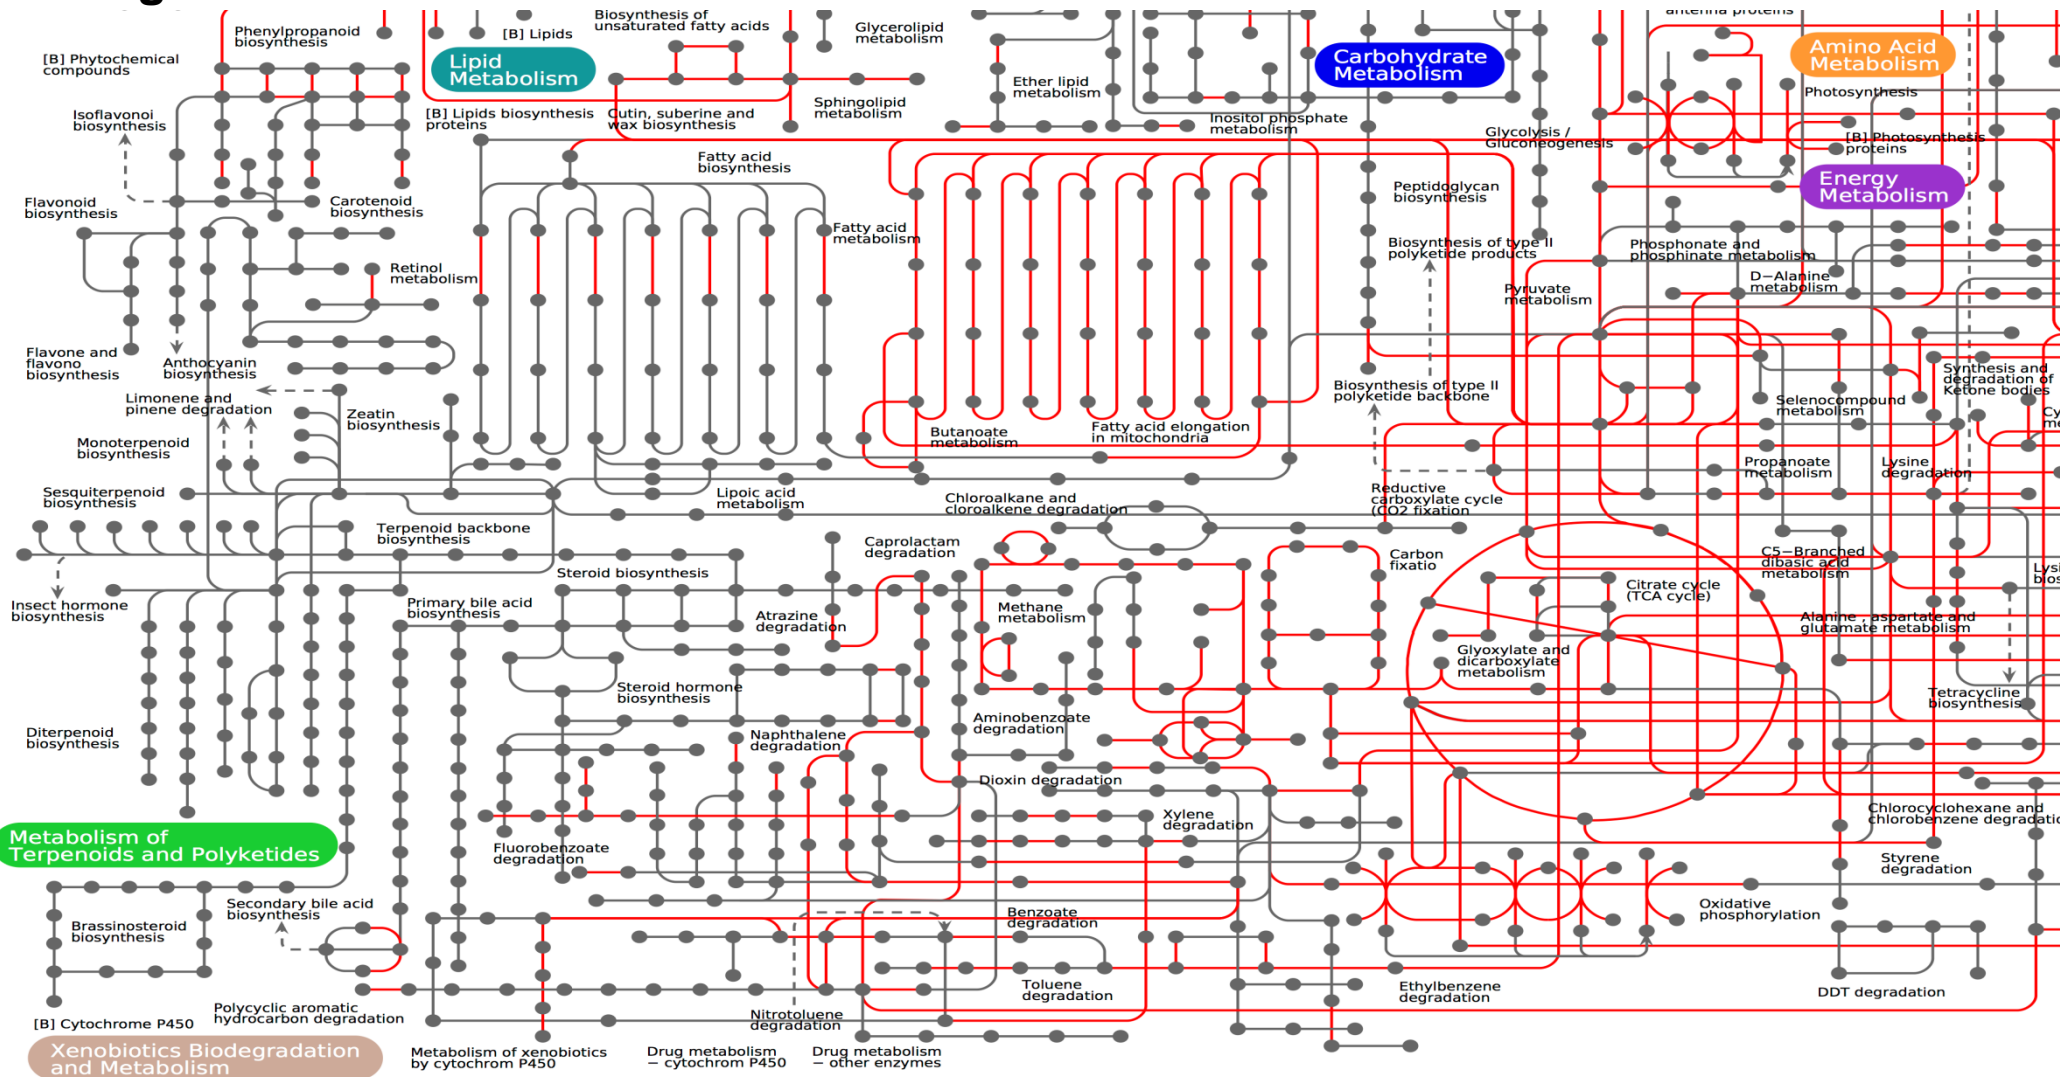 Phenylpropanoid
biosynthesis
[B] Lipids
Biosynthesis of
unsaturated fatty acids
Glycerolipid
metabolism
antenna proteins
[B] Phytochemical
compounds
Lipid
Metabolism
Ether lipid
metabolism
Carbohydrate
Metabolism
Amino Acid
Metabolism
Photosynthesis
Isoflavonoi
biosynthesis
[B] Lipids biosynthesis
proteins
Cutin, suberine and
wax biosynthesis
Sphingolipid
metabolism
Inositol phosphate
metabolism
Glycolysis /
Gluconeogenesis
[B] Photosynthesis
proteins
Fatty acid
biosynthesis
Energy
Metabolism
Flavonoid
biosynthesis
Carotenoid
biosynthesis
Peptidoglycan
biosynthesis
Fatty acid
metabolism
Biosynthesis of type II
polyketide products
Phosphonate and
phosphinate metabolism
Retinol
metabolism
Pyruvate
metabolism
D−Alanine
metabolism
Flavone and
flavono
biosynthesis
Anthocyanin
biosynthesis
Limonene and
pinene degradation
Zeatin
biosynthesis
Biosynthesis of type II
polyketide backbone
Synthesis and
degradation of
Ketone bodies
Selenocompound
metabolism
Cy
me
Monoterpenoid
biosynthesis
Butanoate
metabolism
Fatty acid elongation
in mitochondria
Propanoate
metabolism
Lysine
degradation
Sesquiterpenoid
biosynthesis
Lipoic acid
metabolism
Chloroalkane and
cloroalkene degradation
Reductive
carboxylate cycle
(CO2 fixation
Terpenoid backbone
biosynthesis
Caprolactam
degradation
Carbon
fixatio
C5−Branched
dibasic acid
metabolism
Lysi
bios
Steroid biosynthesis
Citrate cycle
(TCA cycle)
Insect hormone
biosynthesis
Primary bile acid
biosynthesis
Atrazine
degradation
Methane
metabolism
Alanine , aspartate and
glutamate metabolism
Glyoxylate and
dicarboxylate
metabolism
Steroid hormone
biosynthesis
Tetracycline
biosynthesis
Diterpenoid
biosynthesis
Naphthalene
degradation
Aminobenzoate
degradation
Dioxin degradation
Xylene
degradation
Chlorocyclohexane and
chlorobenzene degradatio
Metabolism of
Terpenoids and Polyketides
Fluorobenzoate
degradation
Styrene
degradation
Secondary bile acid
biosynthesis
Brassinosteroid
biosynthesis
Benzoate
degradation
Oxidative
phosphorylation
Polycyclic aromatic
hydrocarbon degradation
Nitrotoluene
degradation
Toluene
degradation
Ethylbenzene
degradation
DDT degradation
[B] Cytochrome P450
Xenobiotics Biodegradation
and Metabolism
Metabolism of xenobiotics
by cytochrom P450
Drug metabolism
− cytochrom P450
Drug metabolism
− other enzymes